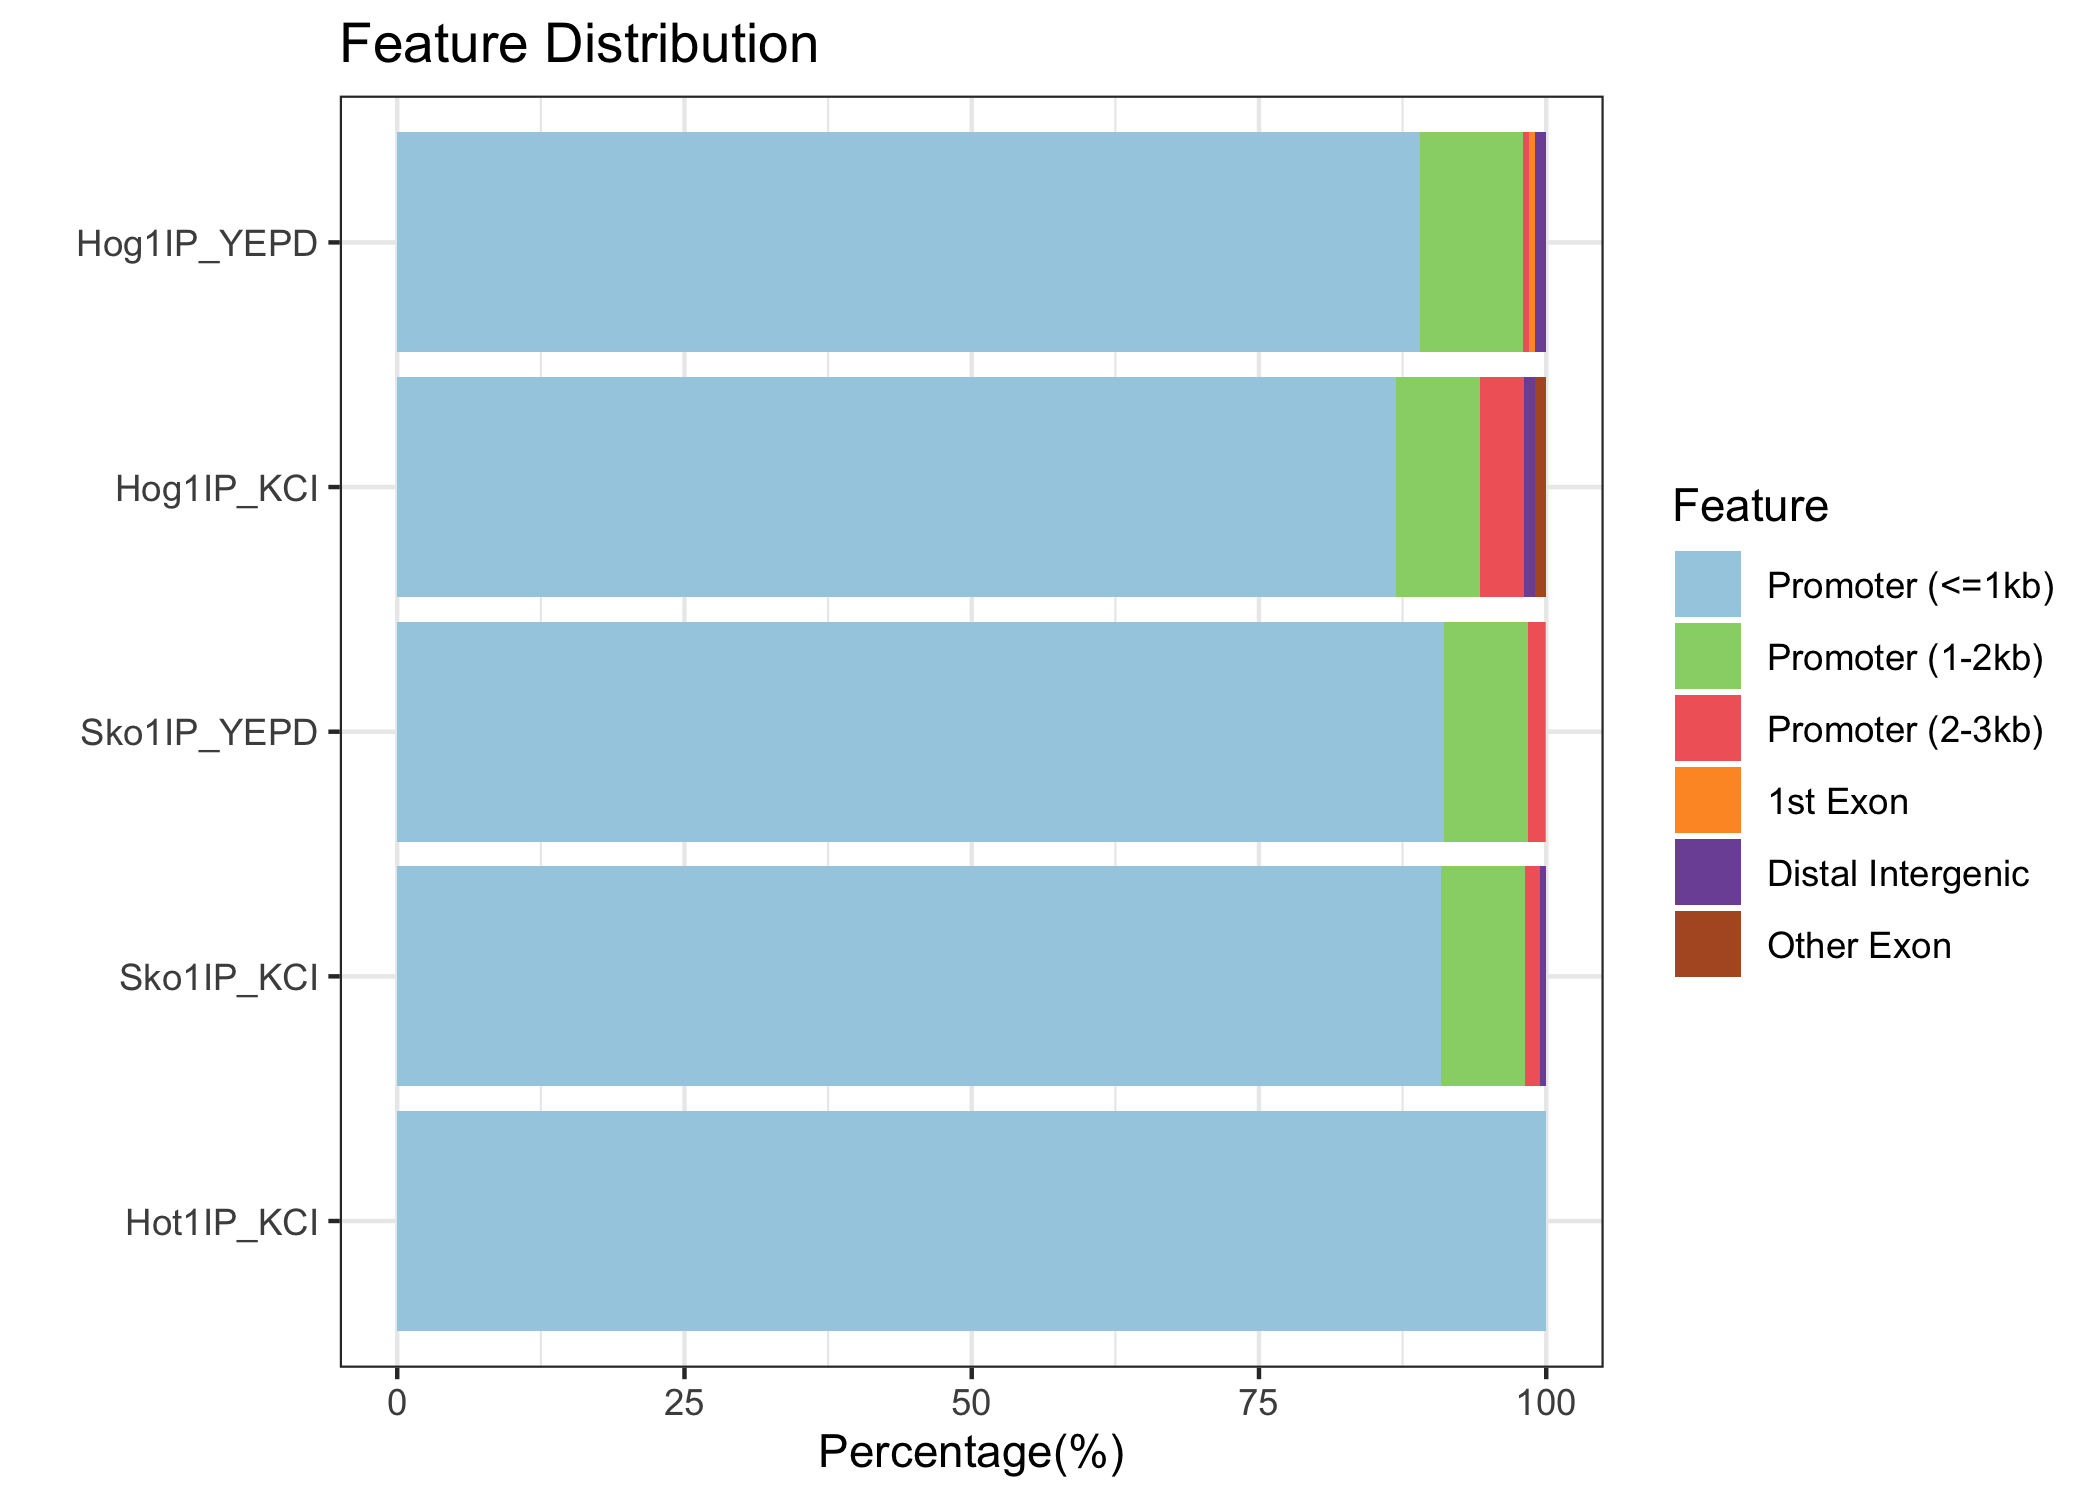 Feature Distribution
Hog1IP_YEPD
Hog1IP_KCl
Sko1IP_YEPD
Sko1IP_KCl
Hot1IP_KCl
0 25 50 75 100
Percentage(%)
Feature
Promoter (<=1kb)
Promoter (1-2kb)
Promoter (2-3kb)
1st Exon
Distal Intergenic
Other Exon